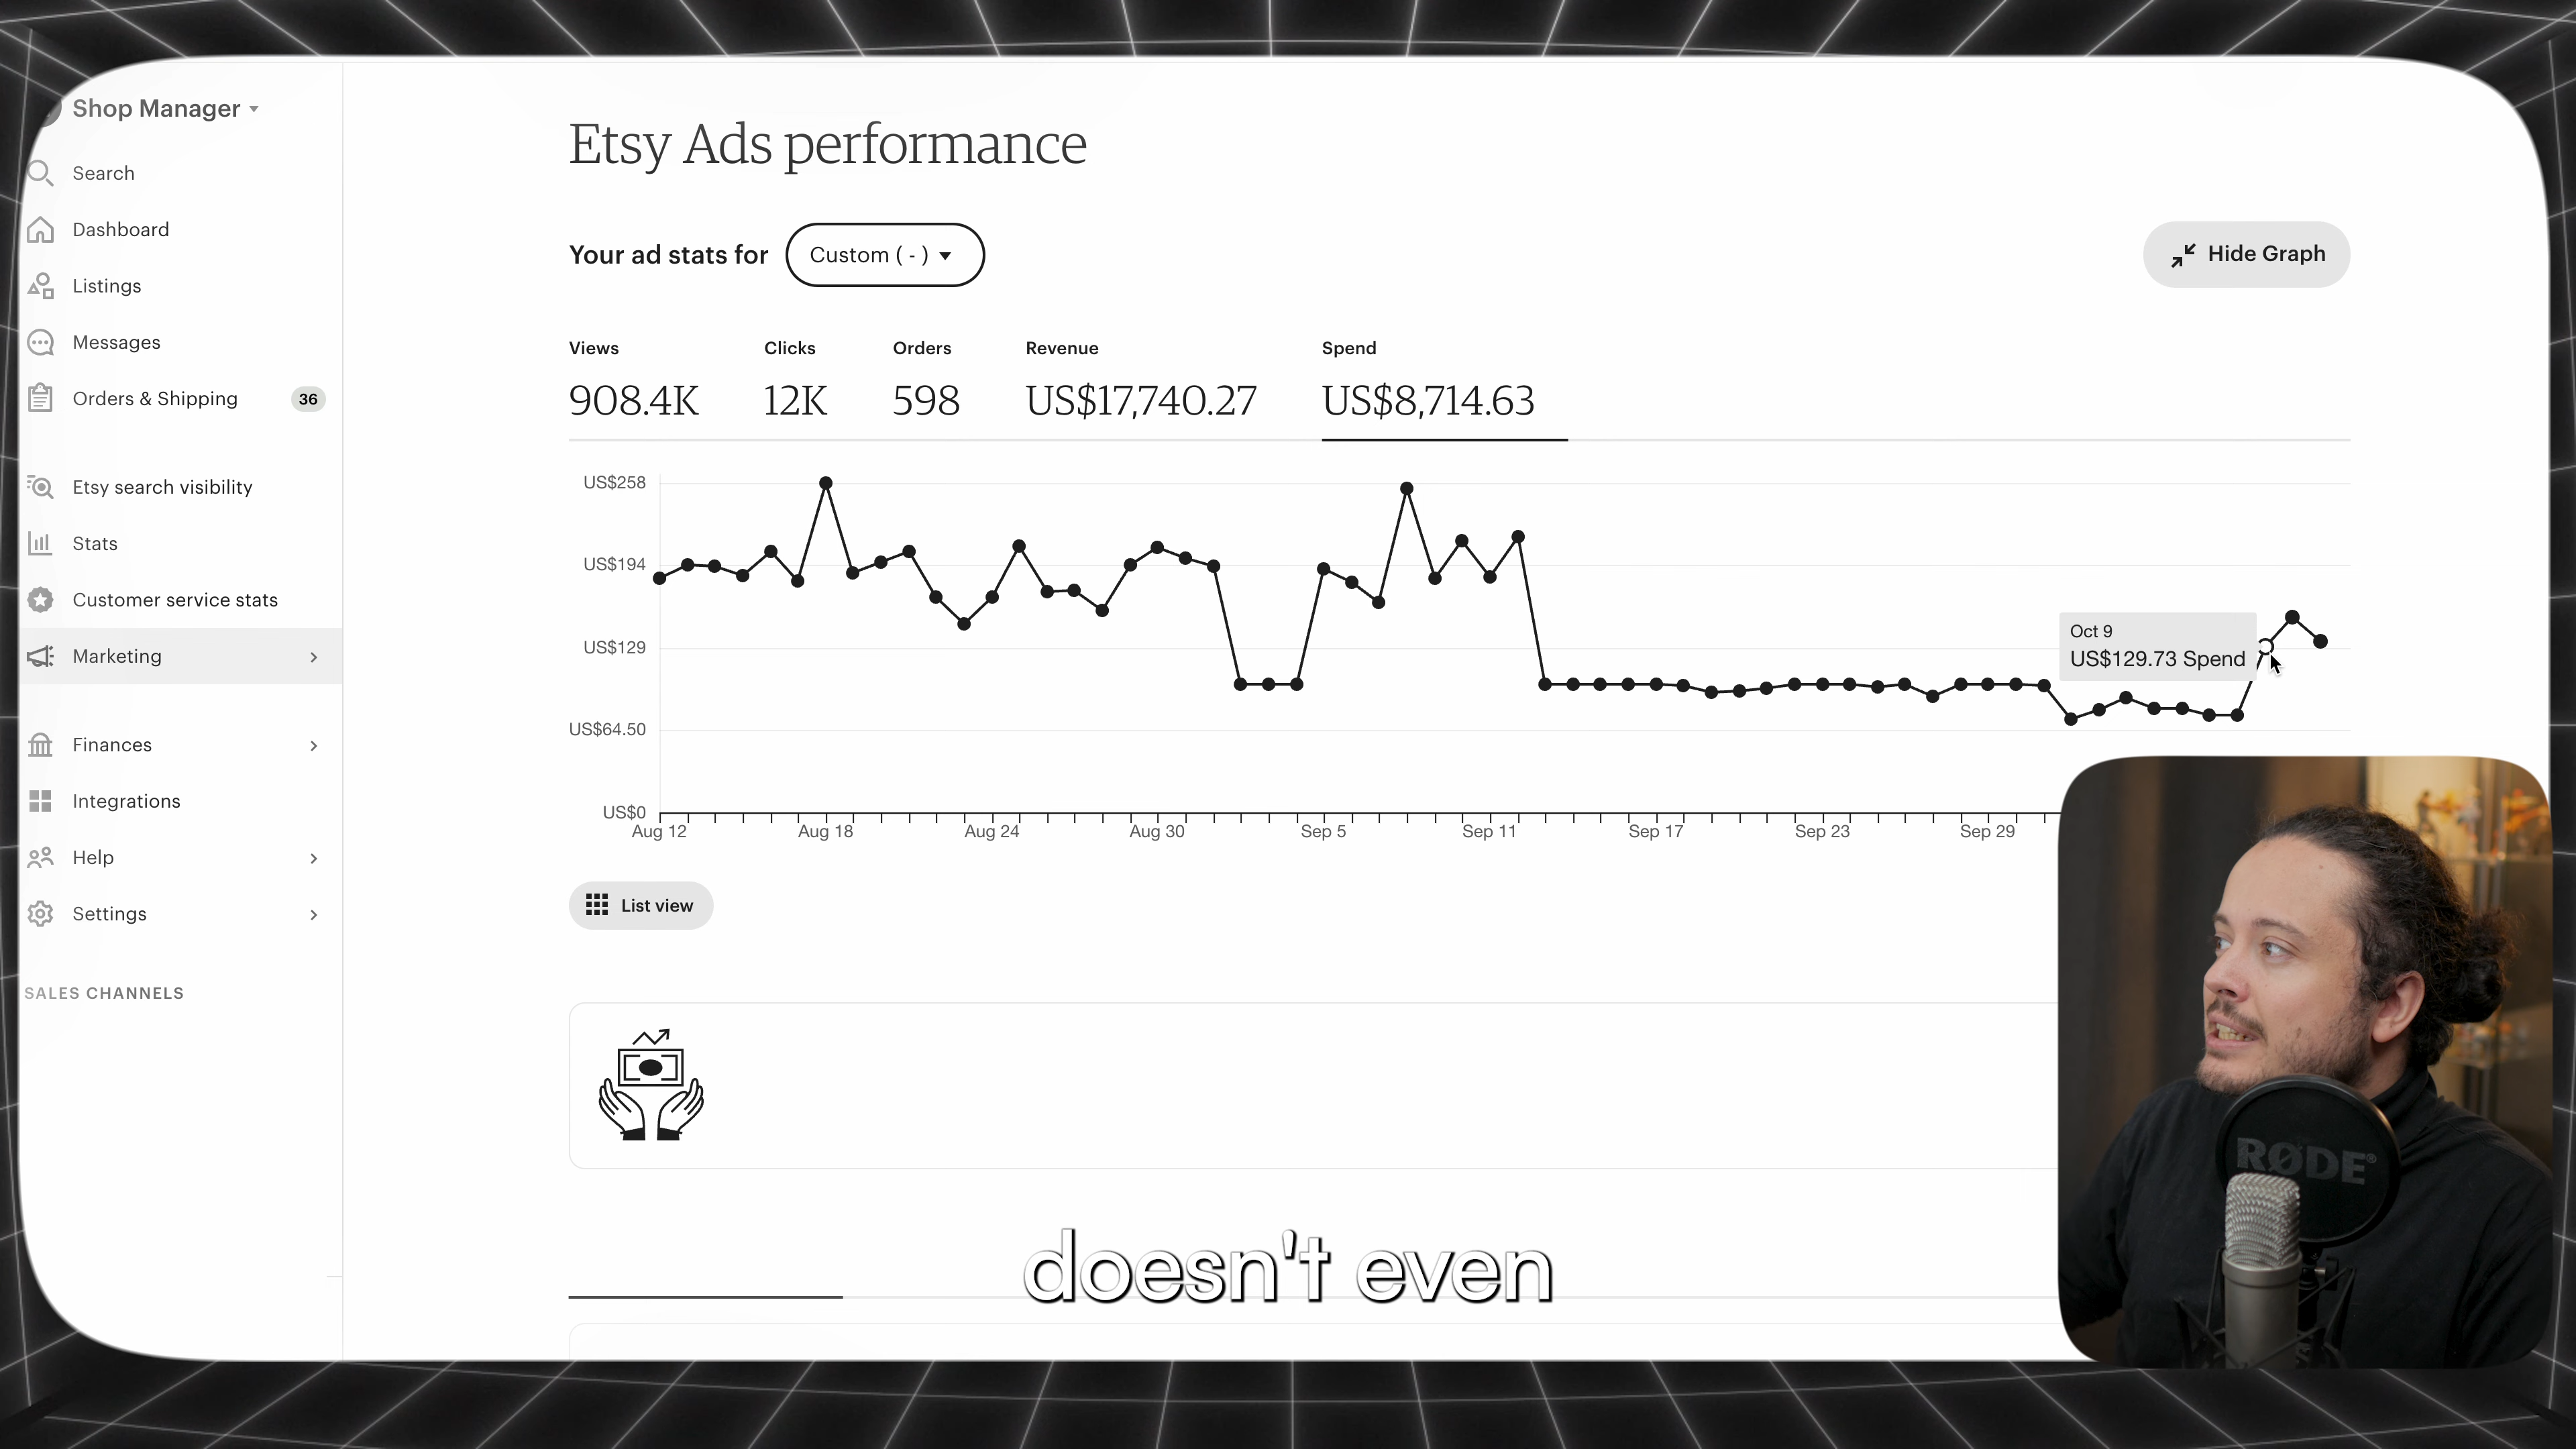 Shop Manager
Search
Dashboard
Listings
Messages
Orders & Shipping 36
Etsy search visibility
Stats
Customer service stats
Marketing
Finances
Integrations
Help
Settings
SALES CHANNELS
Etsy Ads performance
Your ad stats for Custom ( - )
Hide Graph
Views Clicks Orders Revenue Spend
908.4K 12K 598 US$17,740.27 US$8,714.63
US$258
US$194
US$129
US$64.50
US$0
Oct 9
US$129.73 Spend
Aug 12 Aug 18 Aug 24 Aug 30 Sep 5 Sep 11 Sep 17 Sep 23 Sep 29
List view
RØDE®
doesn't even